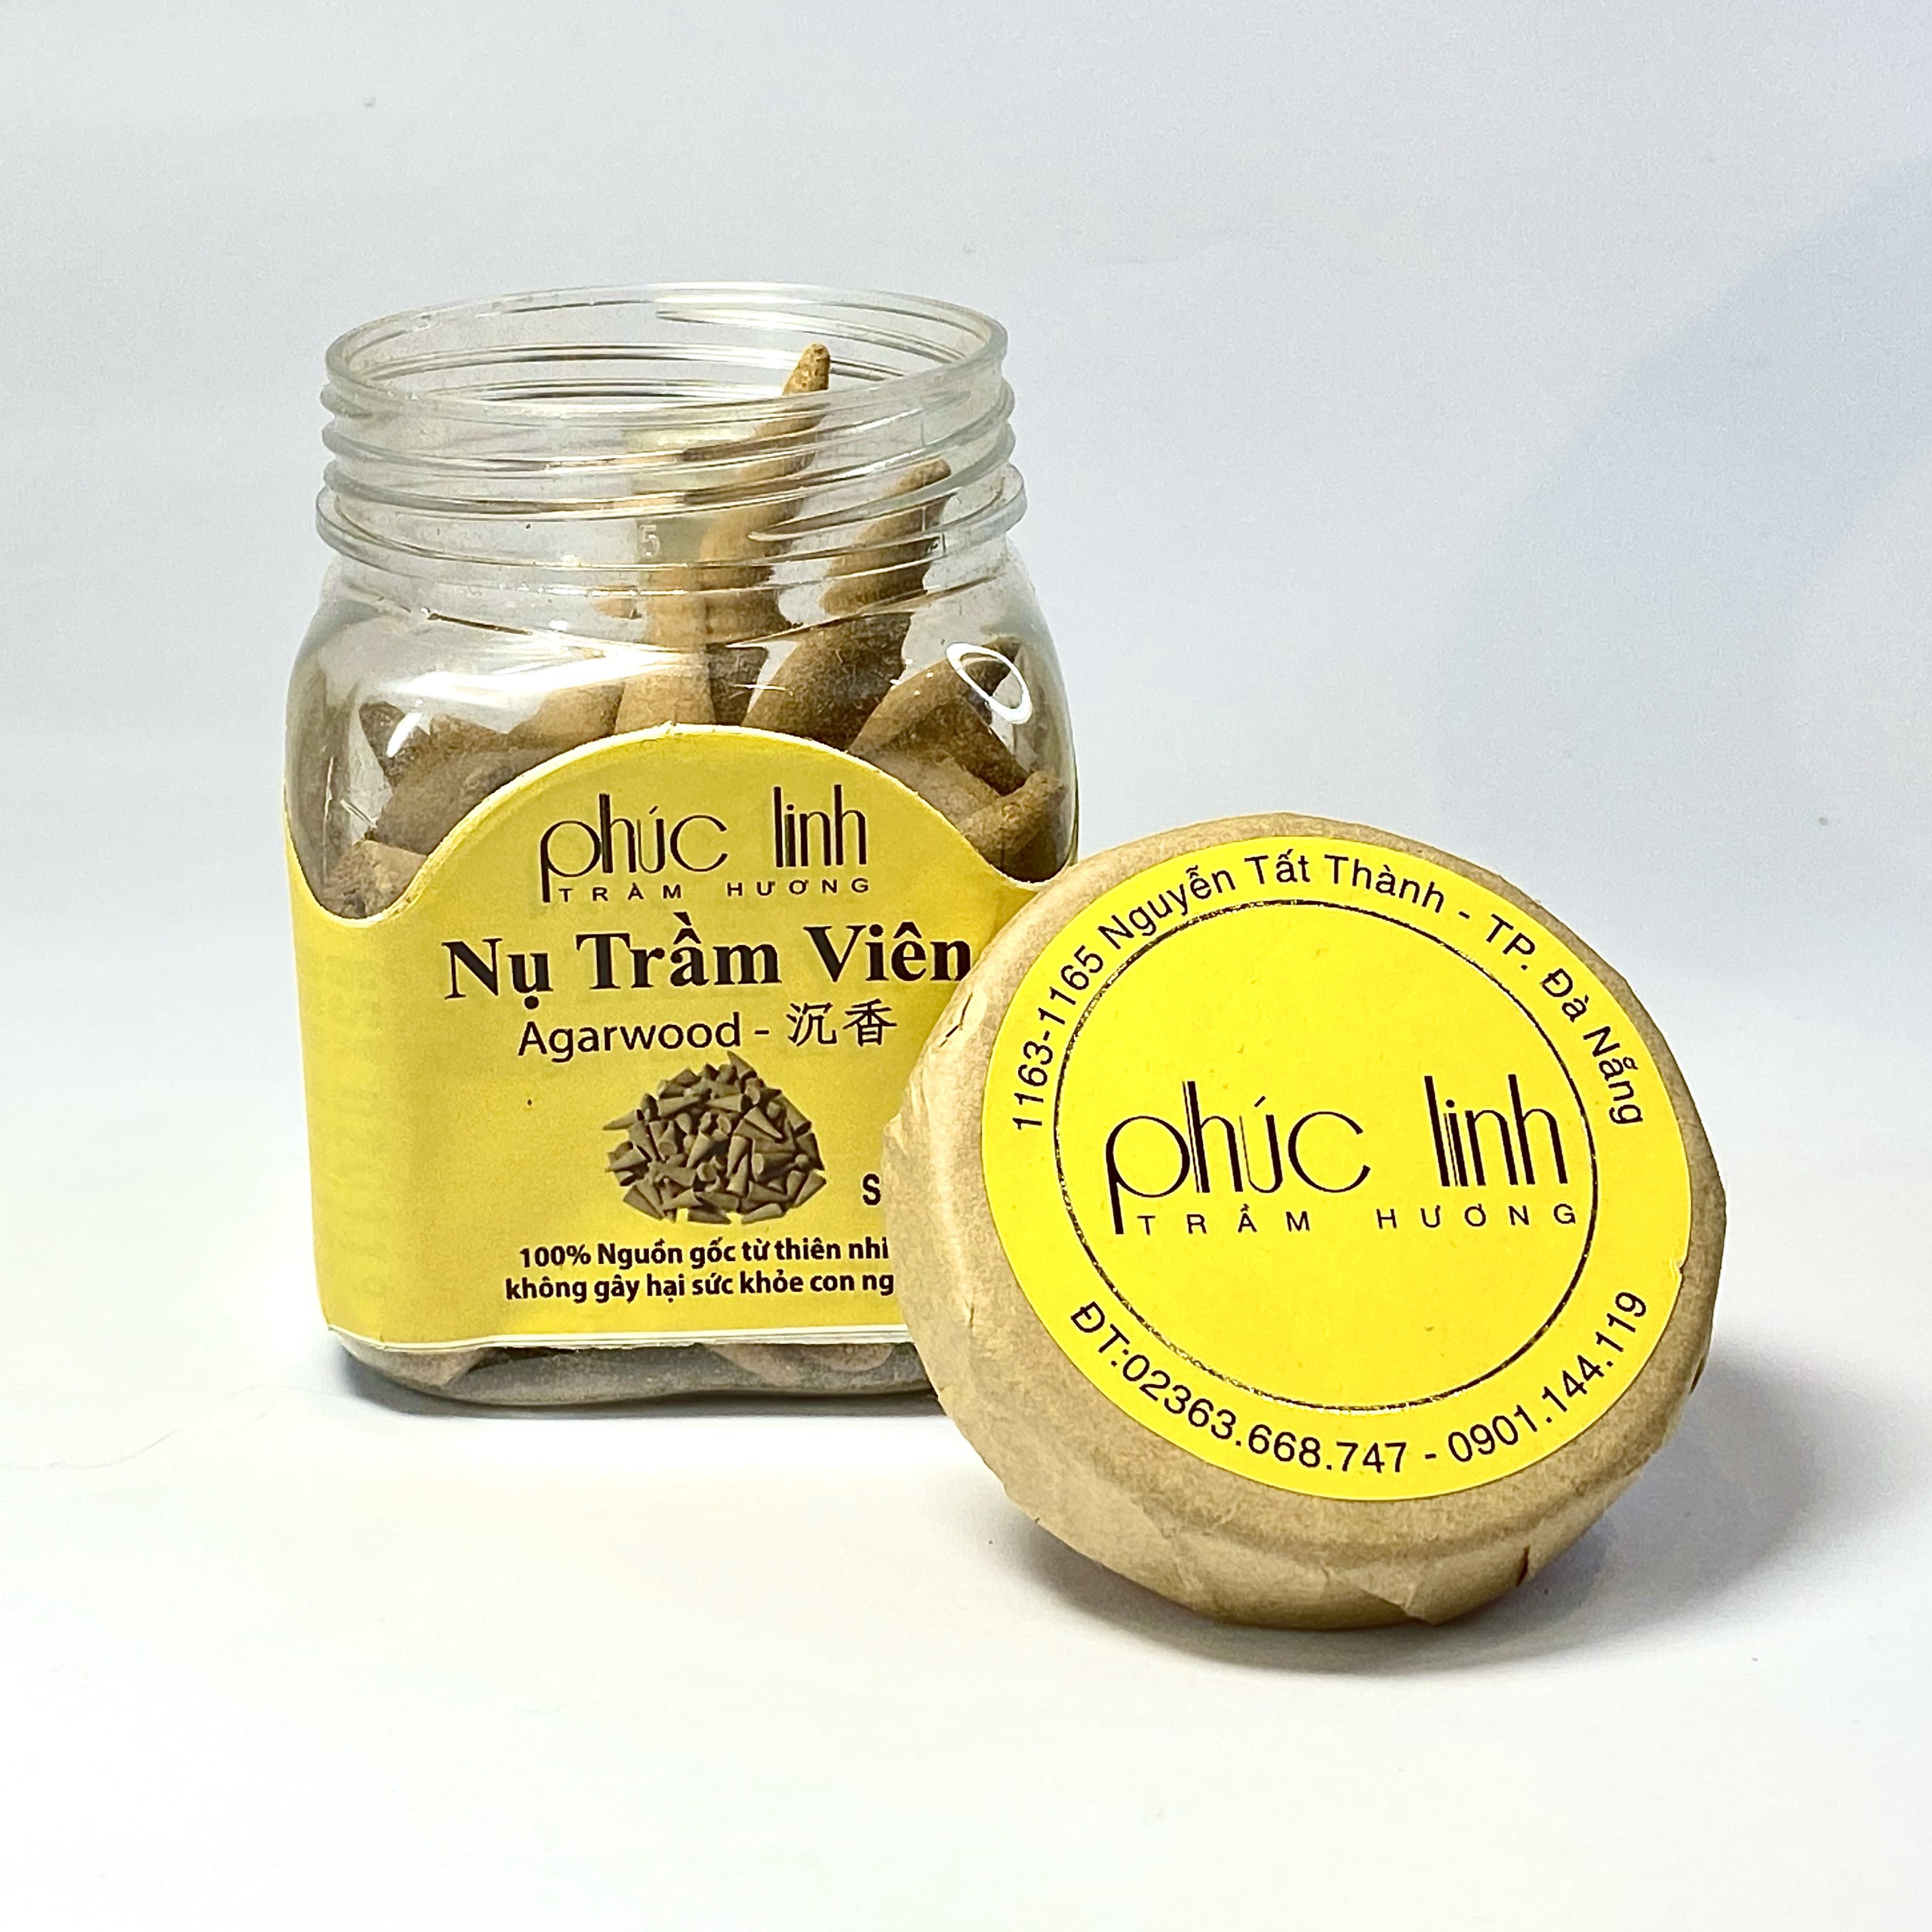 5
phúc linh
TRẦM HƯƠNG
Nụ Trầm Viên
Agarwood - 沉香
100% Nguồn gốc từ thiên
không gây hại sức khỏe con
1163-1165 Nguyễn Tất Thành - TP. Đà Nẵng
phúc linh
TRẦM HƯƠNG
ĐT:02363.668.747 - 0901.144.119